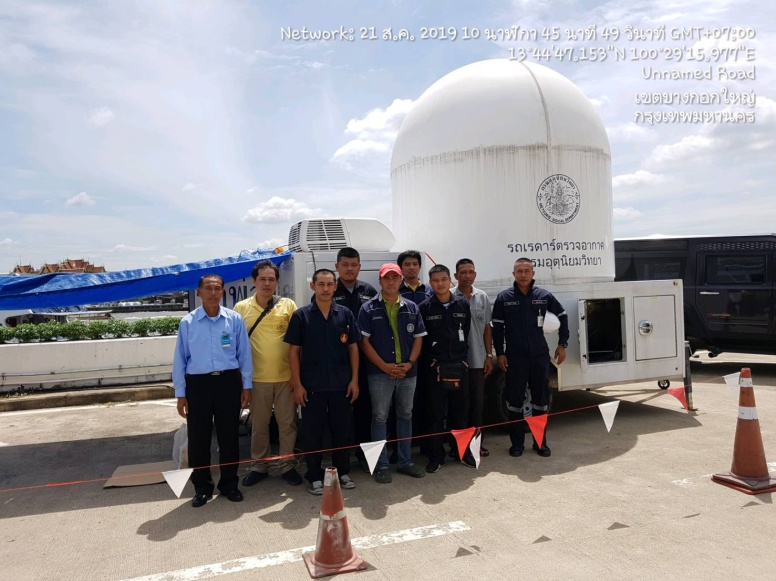 Network: 21 ส.ค. 2019 10 นาฬิกา 45 นาที 49 วินาที GMT+07:00
13°44'47,153"N 100°29'15,977"E
Unnamed Road
เขตบางกอกใหญ่
กรุงเทพมหานคร
รถเรดาร์ตรวจอากาศ
กรมอุตุนิยมวิทยา